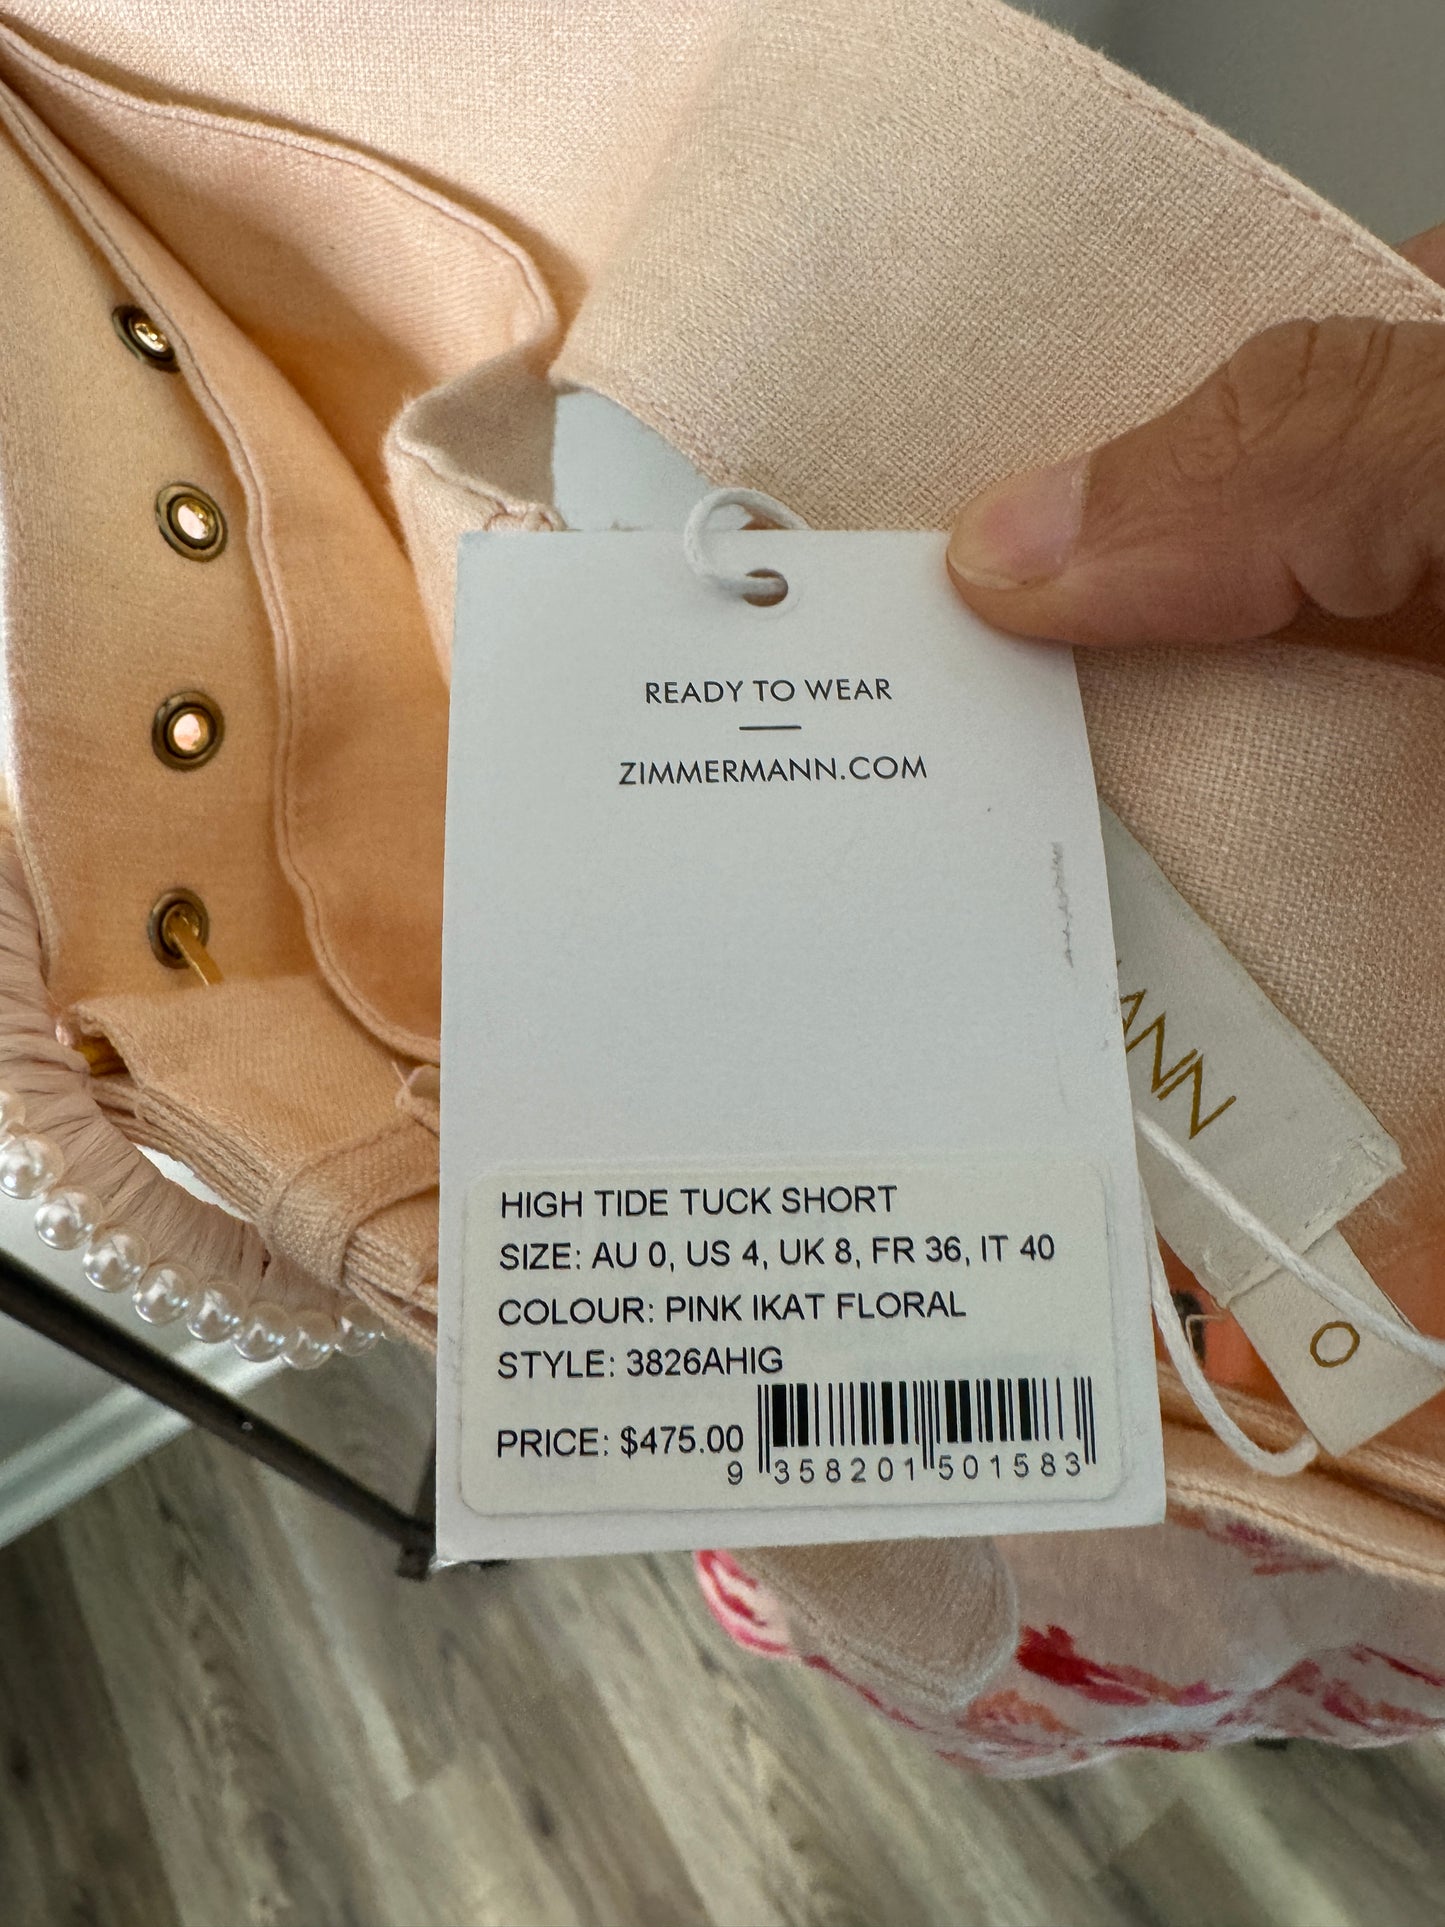 READY TO WEAR
ZIMMERMANN.COM
HIGH TIDE TUCK SHORT
SIZE: AU 0, US 4, UK 8, FR 36, IT 40
COLOUR: PINK IKAT FLORAL
STYLE: 3826AHIG
PRICE: $475.00
9 358201 501583
ANN
0